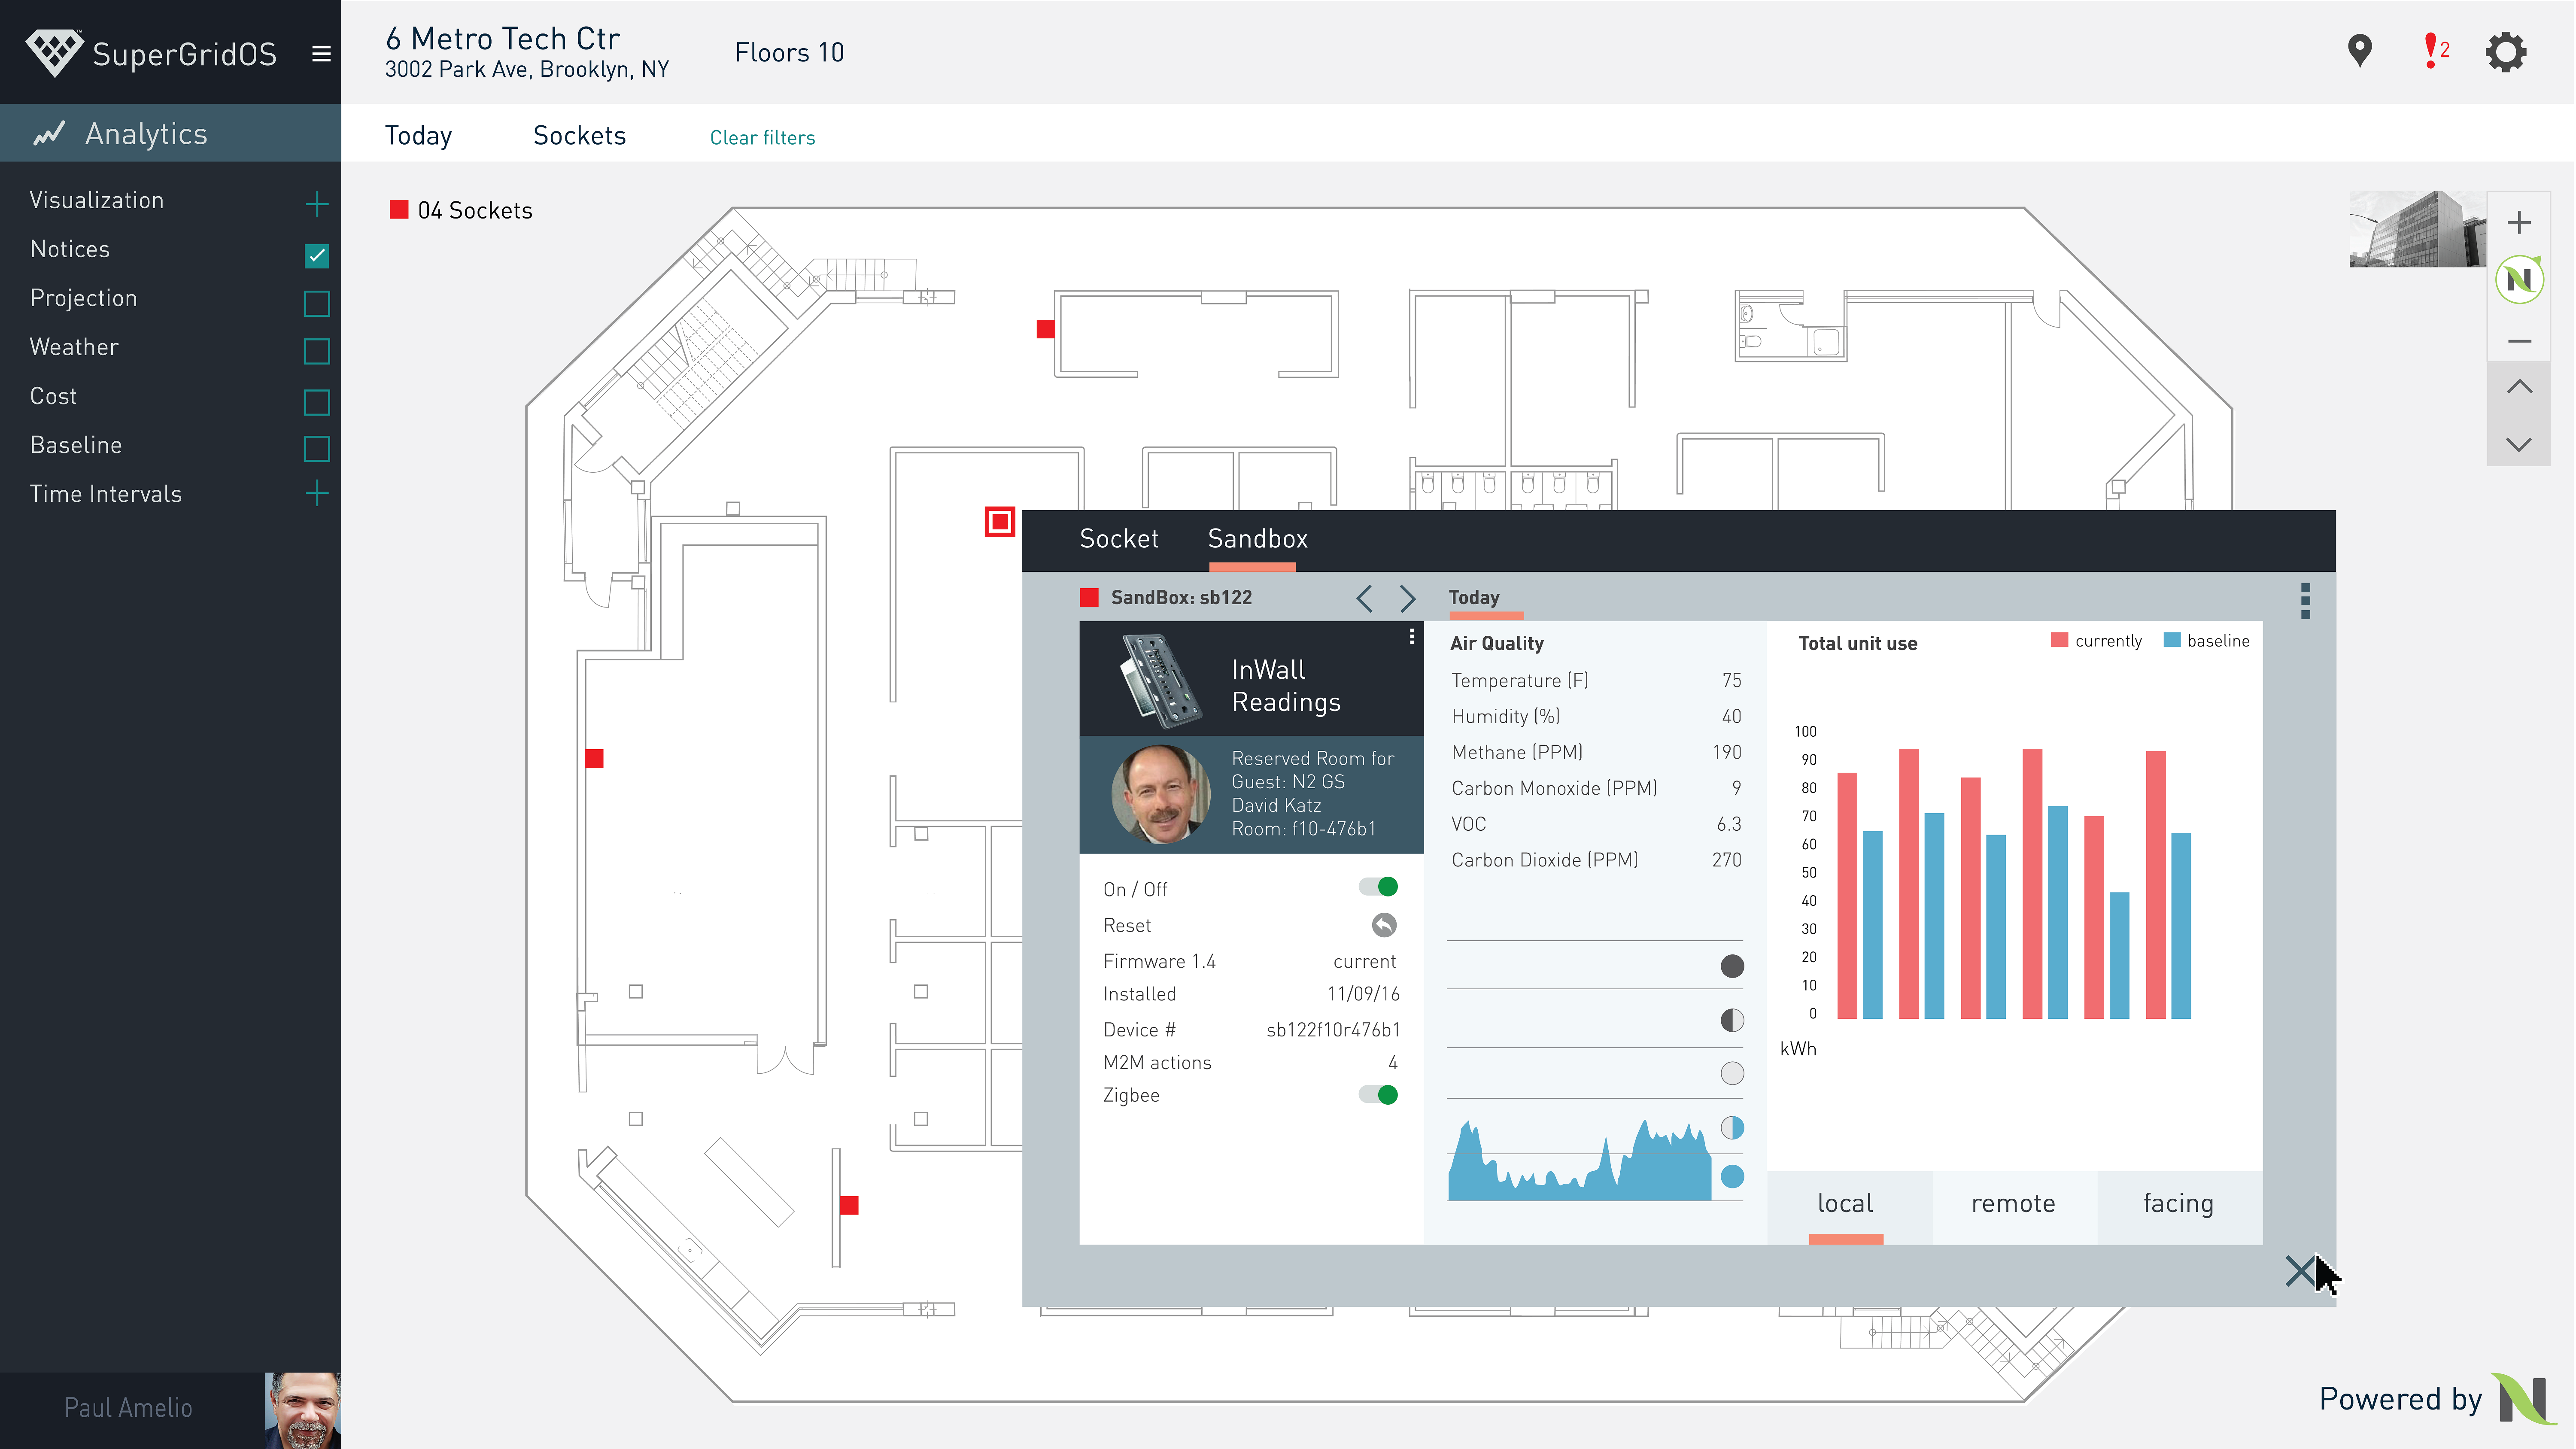 SuperGridOS
6 Metro Tech Ctr
3002 Park Ave, Brooklyn, NY
Floors 10
2
Analytics
Today
Sockets
Clear filters
Visualization
Notices
Projection
Weather
Cost
Baseline
Time Intervals
04 Sockets
N
Socket
Sandbox
SandBox: sb122
Today
InWall
Readings
Reserved Room for
Guest: N2 GS
David Katz
Room: f10-476b1
On / Off
Reset
Firmware 1.4 current
Installed 11/09/16
Device # sb122f10r476b1
M2M actions 4
Zigbee
Air Quality
Temperature (F) 75
Humidity (%) 40
Methane (PPM) 190
Carbon Monoxide (PPM) 9
VOC 6.3
Carbon Dioxide (PPM) 270
Total unit use
currently
baseline
100
90
80
70
60
50
40
30
20
10
0
kWh
local
remote
facing
Paul Amelio
Powered by N